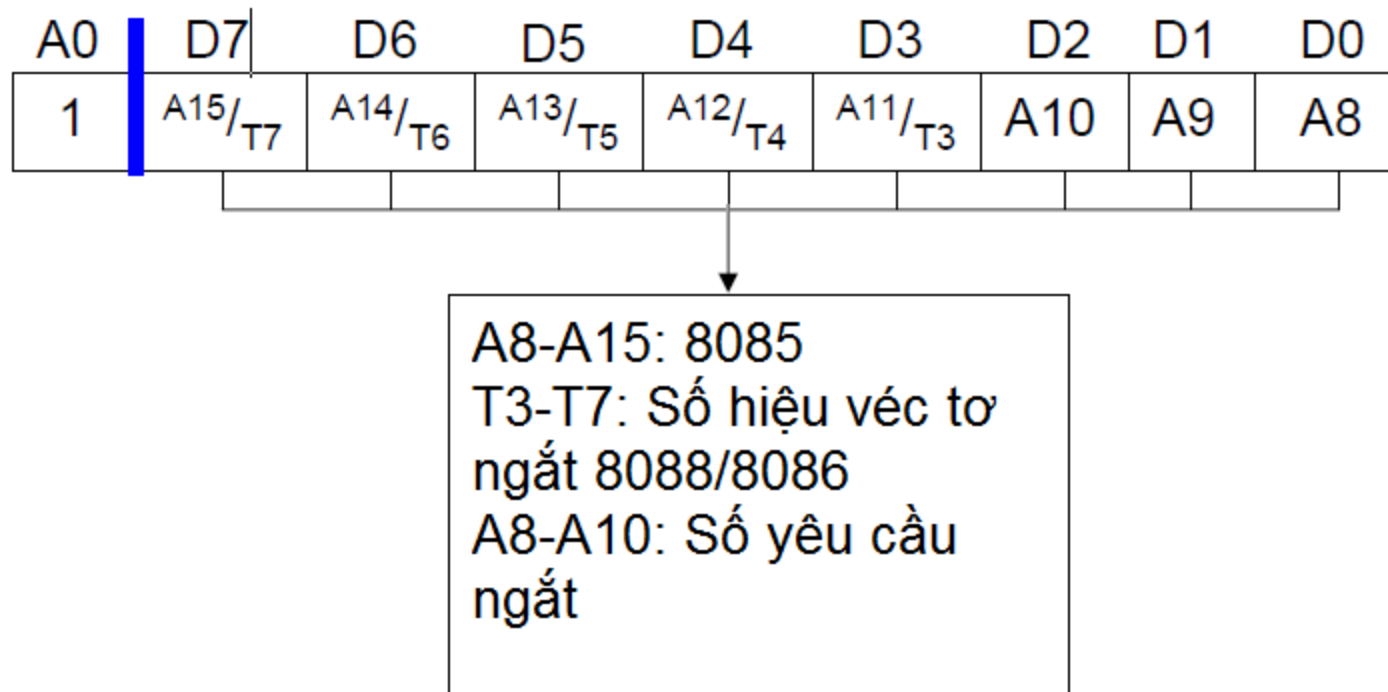 A0 D7 D6 D5 D4 D3 D2 D1 D0
1 A15/T7 A14/T6 A13/T5 A12/T4 A11/T3 A10 A9 A8
A8-A15: 8085
T3-T7: Số hiệu véc tơ
ngắt 8088/8086
A8-A10: Số yêu cầu
ngắt